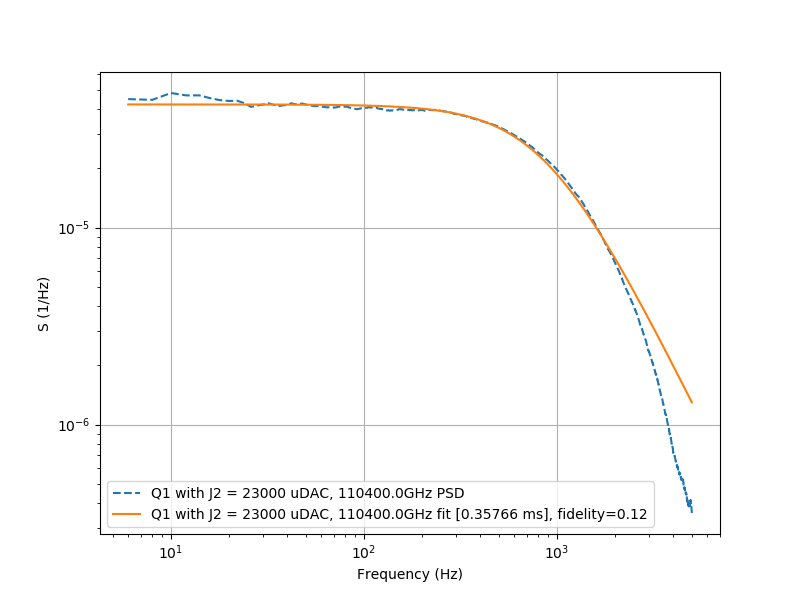 S (1/Hz)
10⁻⁵
10⁻⁶
Q1 with J2 = 23000 uDAC, 110400.0GHz PSD
Q1 with J2 = 23000 uDAC, 110400.0GHz fit [0.35766 ms], fidelity=0.12
10¹ 10² 10³
Frequency (Hz)